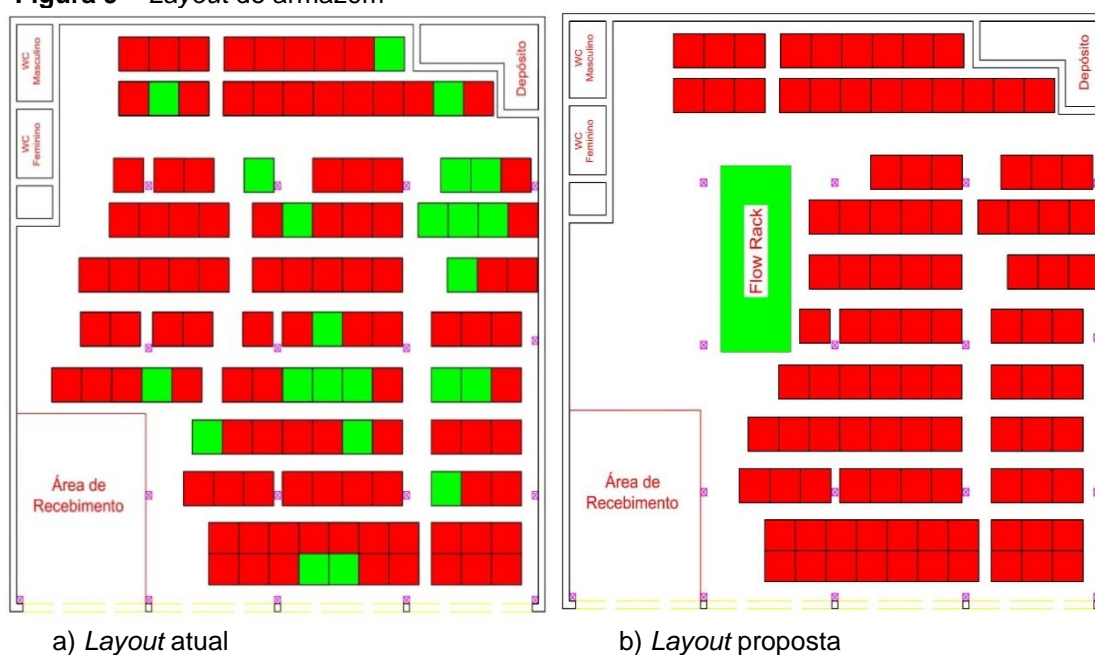 Figura 3 – Layout do armazém
WC
Masculino
WC
Feminino
Depósito
Área de
Recebimento
WC
Masculino
WC
Feminino
Depósito
Flow Rack
Área de
Recebimento
a) Layout atual
b) Layout proposta